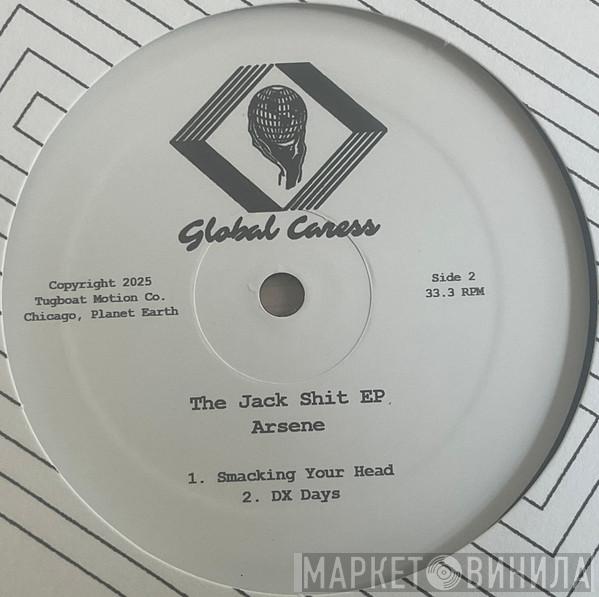 Global Caress
Copyright 2025
Tugboat Motion Co.
Chicago, Planet Earth
Side 2
33.3 RPM
The Jack Shit EP
Arsene
1. Smacking Your Head
2. DX Days
МАРКЕТ ВИНИЛА